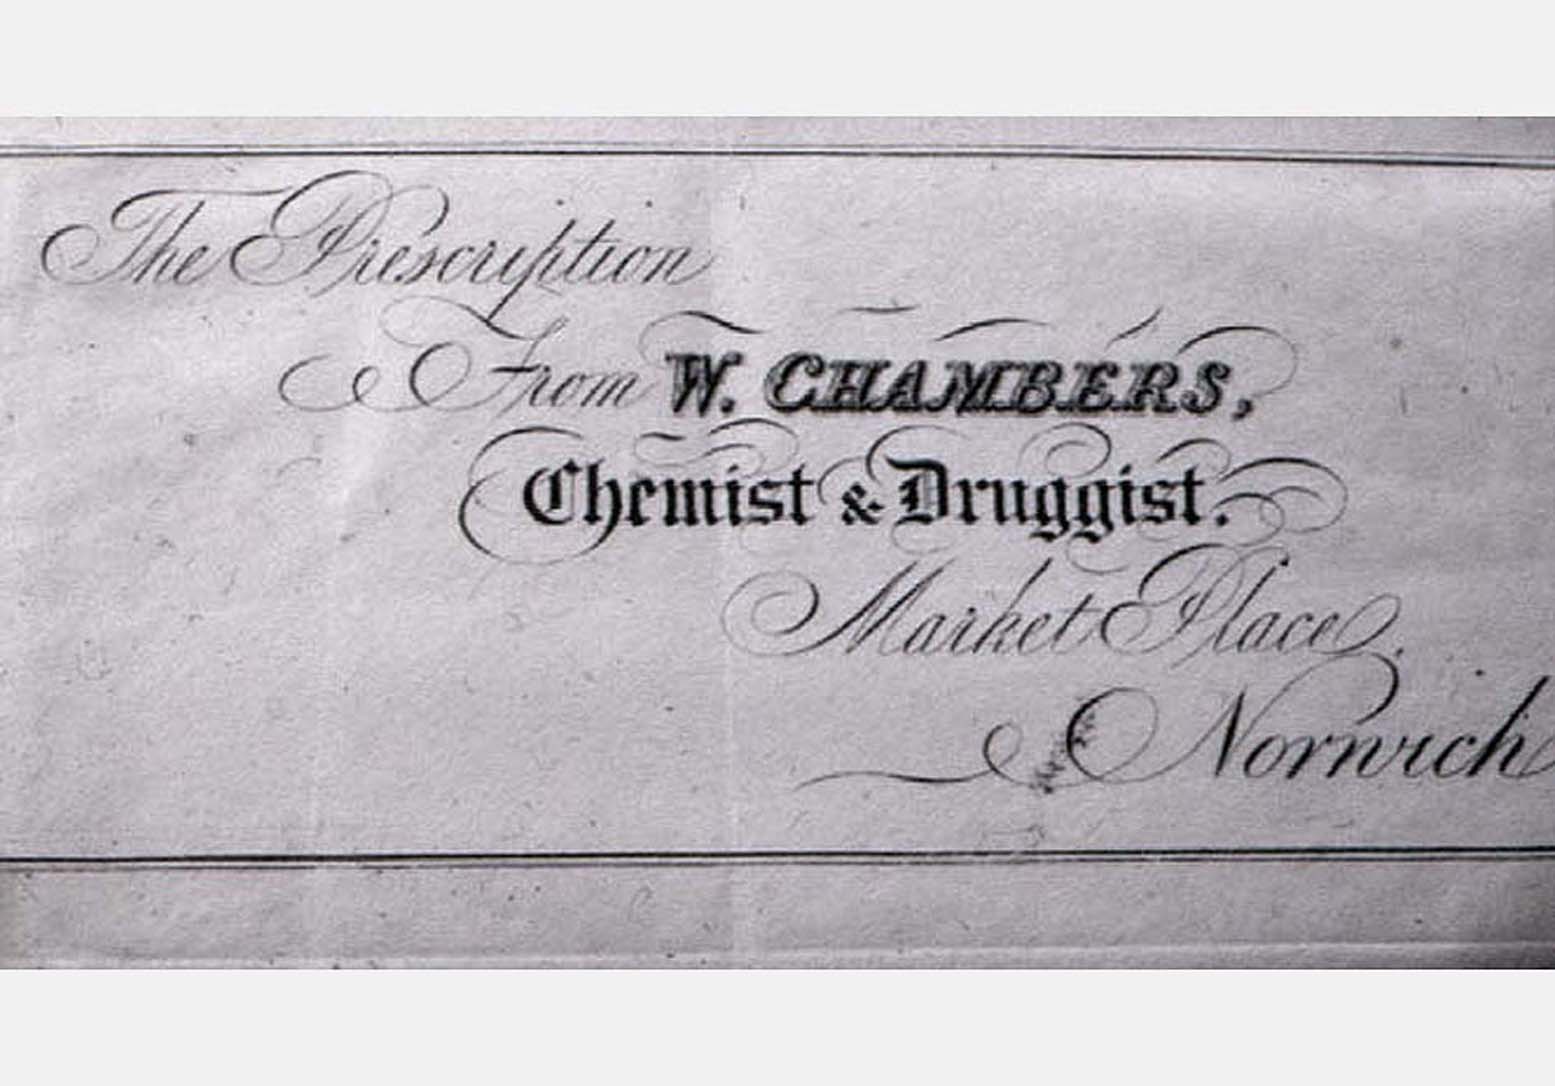 The Prescription
From W. CHAMBERS,
Chemist & Druggist.
Market Place.
Norwich